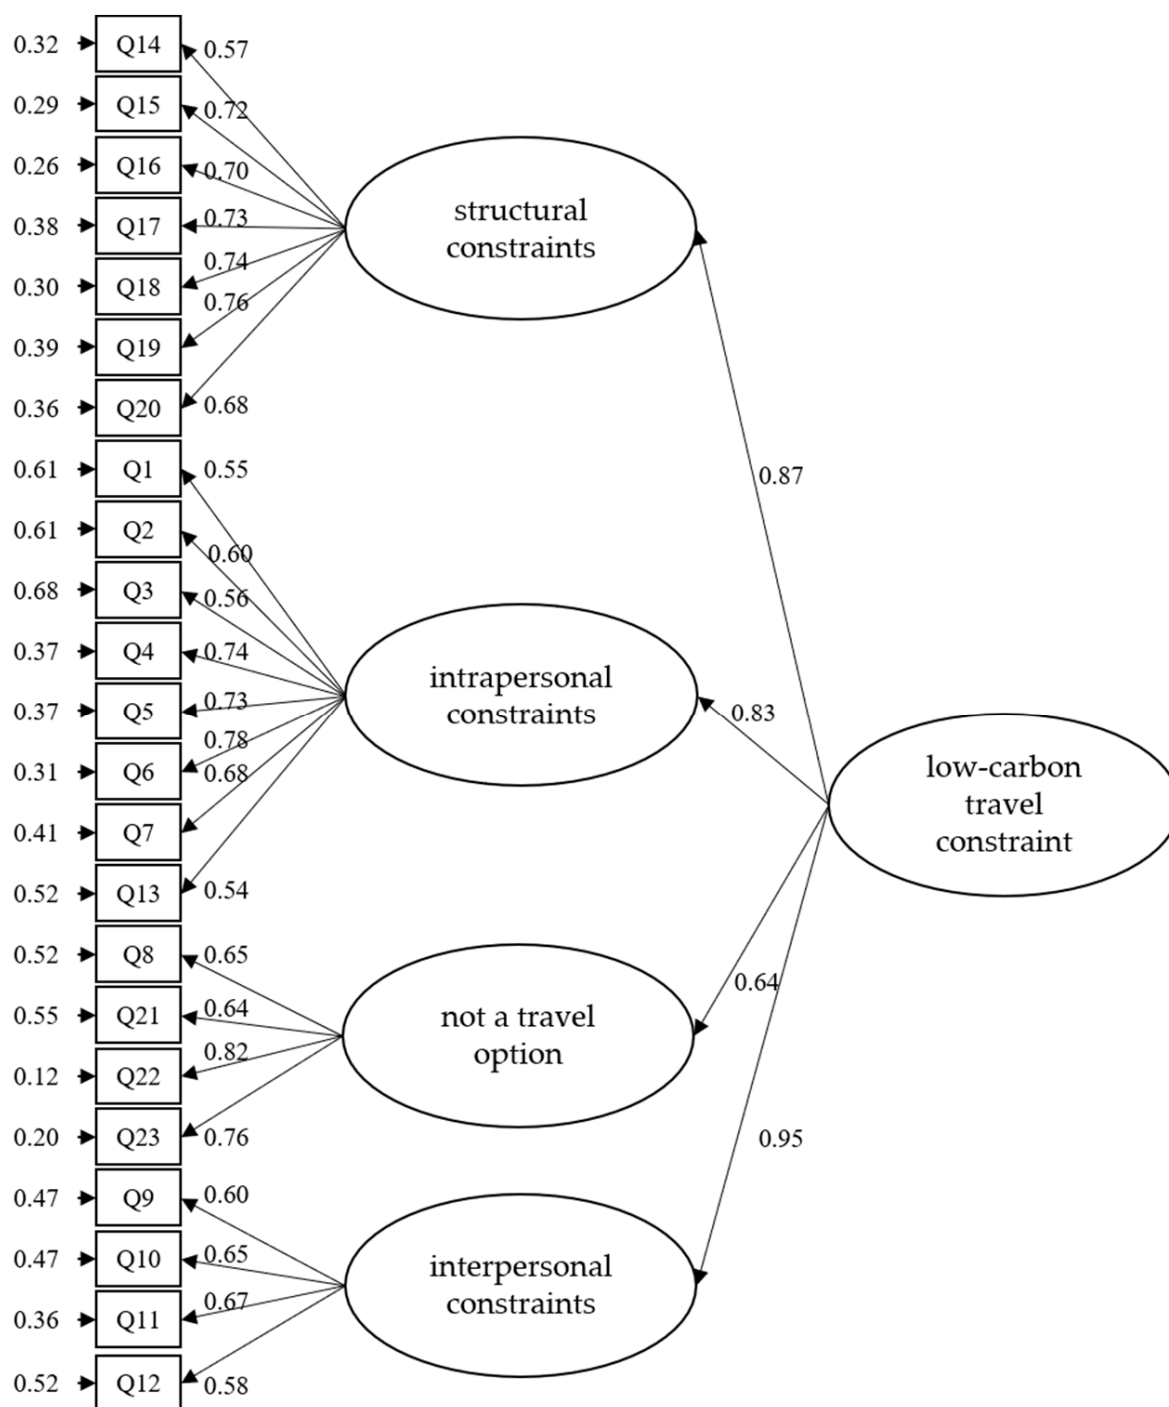 0.32 Q14 0.57
0.29 Q15 0.72
0.26 Q16 0.70
0.38 Q17 0.73
0.30 Q18 0.74
0.39 Q19 0.76
0.36 Q20 0.68
structural
constraints
0.61 Q1 0.55
0.61 Q2 0.60
0.68 Q3 0.56
0.37 Q4 0.74
0.37 Q5 0.73
0.31 Q6 0.78
0.41 Q7 0.68
0.52 Q13 0.54
intrapersonal
constraints
0.52 Q8 0.65
0.55 Q21 0.64
0.12 Q22 0.82
0.20 Q23 0.76
not a travel
option
0.47 Q9 0.60
0.47 Q10 0.65
0.36 Q11 0.67
0.52 Q12 0.58
interpersonal
constraints
0.87
0.83
0.64
0.95
low-carbon
travel
constraint